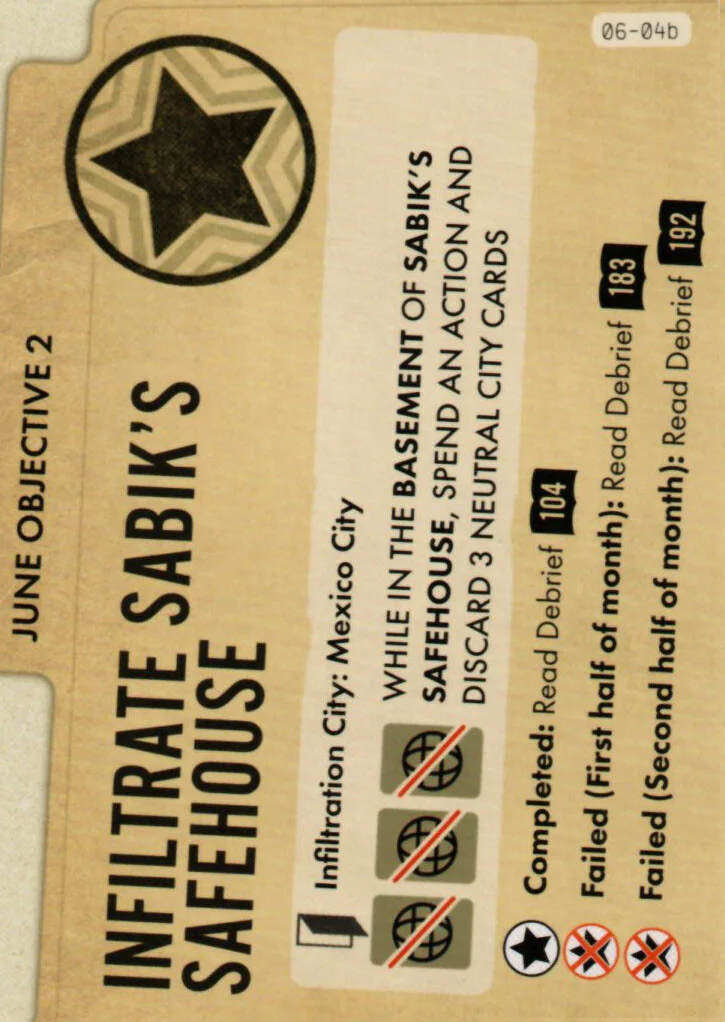 JUNE OBJECTIVE 2
INFILTRATE SABIK'S
SAFEHOUSE
Infiltration City: Mexico City
WHILE IN THE BASEMENT OF SABIK'S
SAFEHOUSE, SPEND AN ACTION AND
DISCARD 3 NEUTRAL CITY CARDS
Completed: Read Debrief 104
Failed (First half of month): Read Debrief 183
Failed (Second half of month): Read Debrief 192
06-04b